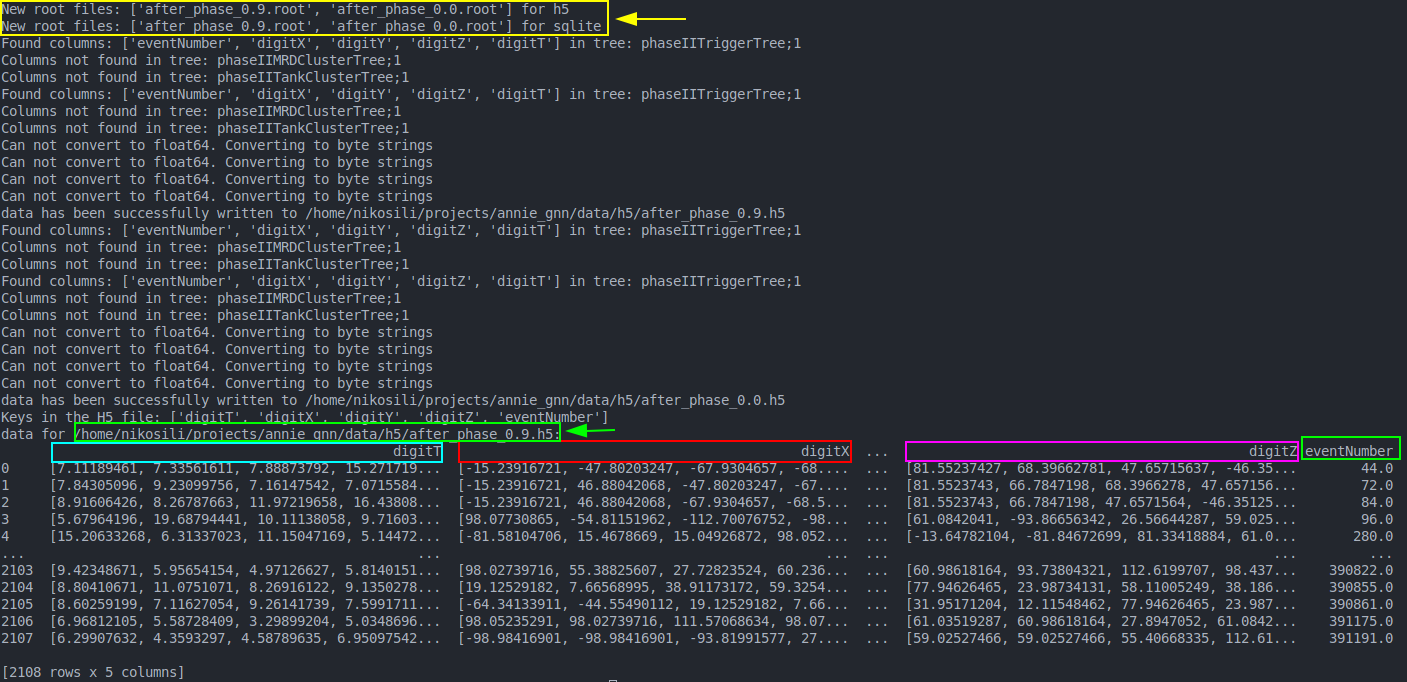 New root files: ['after_phase_0.9.root', 'after_phase_0.0.root'] for h5
New root files: ['after_phase_0.9.root', 'after_phase_0.0.root'] for sqlite
Found columns: ['eventNumber', 'digitX', 'digitY', 'digitZ', 'digitT'] in tree: phaseIITriggerTree;1
Columns not found in tree: phaseIIMRDClusterTree;1
Columns not found in tree: phaseIITankClusterTree;1
Found columns: ['eventNumber', 'digitX', 'digitY', 'digitZ', 'digitT'] in tree: phaseIITriggerTree;1
Columns not found in tree: phaseIIMRDClusterTree;1
Columns not found in tree: phaseIITankClusterTree;1
Can not convert to float64. Converting to byte strings
Can not convert to float64. Converting to byte strings
Can not convert to float64. Converting to byte strings
Can not convert to float64. Converting to byte strings
data has been successfully written to /home/nikosili/projects/annie_gnn/data/h5/after_phase_0.9.h5
Found columns: ['eventNumber', 'digitX', 'digitY', 'digitZ', 'digitT'] in tree: phaseIITriggerTree;1
Columns not found in tree: phaseIIMRDClusterTree;1
Columns not found in tree: phaseIITankClusterTree;1
Found columns: ['eventNumber', 'digitX', 'digitY', 'digitZ', 'digitT'] in tree: phaseIITriggerTree;1
Columns not found in tree: phaseIIMRDClusterTree;1
Columns not found in tree: phaseIITankClusterTree;1
Can not convert to float64. Converting to byte strings
Can not convert to float64. Converting to byte strings
Can not convert to float64. Converting to byte strings
Can not convert to float64. Converting to byte strings
data has been successfully written to /home/nikosili/projects/annie_gnn/data/h5/after_phase_0.0.h5
Keys in the H5 file: ['digitT', 'digitX', 'digitY', 'digitZ', 'eventNumber']
data for /home/nikosili/projects/annie_gnn/data/h5/after_phase_0.9.h5:
digitT digitX ... digitZ eventNumber
0 [7.11189461, 7.33561611, 7.88873792, 15.271719... [-15.23916721, -47.80203247, -67.9304657, -68.... ... [81.55237427, 68.39662781, 47.65715637, -46.35... 44.0
1 [7.84305096, 9.23099756, 7.16147542, 7.0715584... [-15.23916721, 46.88042068, -47.80203247, -67.... ... [81.5523743, 66.7847198, 68.3966278, 47.657156... 72.0
2 [8.91606426, 8.26787663, 11.97219658, 16.43808... [-15.23916721, 46.88042068, -67.9304657, -68.5... ... [81.5523743, 66.7847198, 47.6571564, -46.35125... 84.0
3 [5.67964196, 19.68794441, 10.11138058, 9.71603... [98.07730865, -54.81151962, -112.70076752, -98... ... [61.0842041, -93.86656342, 26.56644287, 59.025... 96.0
4 [15.20633268, 6.31337023, 11.15047169, 5.14472... [-81.58104706, 15.4678669, 15.04926872, 98.052... ... [-13.64782104, -81.84672699, 81.33418884, 61.0... 280.0
... ... ... ... ... ...
2103 [9.42348671, 5.95654154, 4.97126627, 5.8140151... [98.02739716, 55.38825607, 27.72823524, 60.236... ... [60.98618164, 93.73804321, 112.6199707, 98.437... 390822.0
2104 [8.80410671, 11.0751071, 8.26916122, 9.1350278... [19.12529182, 7.66568995, 38.91173172, 59.3254... ... [77.94626465, 23.98734131, 58.11005249, 38.186... 390855.0
2105 [8.60259199, 7.11627054, 9.26141739, 7.5991711... [-64.34133911, -44.55490112, 19.12529182, 7.66... ... [31.95171204, 12.11548462, 77.94626465, 23.987... 390861.0
2106 [6.96812105, 5.58728409, 3.29899204, 5.0348696... [98.05235291, 98.02739716, 111.57068634, 98.07... ... [61.03519287, 60.98618164, 27.8947052, 61.0842... 391175.0
2107 [6.29907632, 4.3597297, 4.58789635, 6.95097542... [-98.98416901, -98.98416901, -93.81991577, 27.... ... [59.02527466, 59.02527466, 55.40668335, 112.61... 391191.0
[2108 rows x 5 columns]